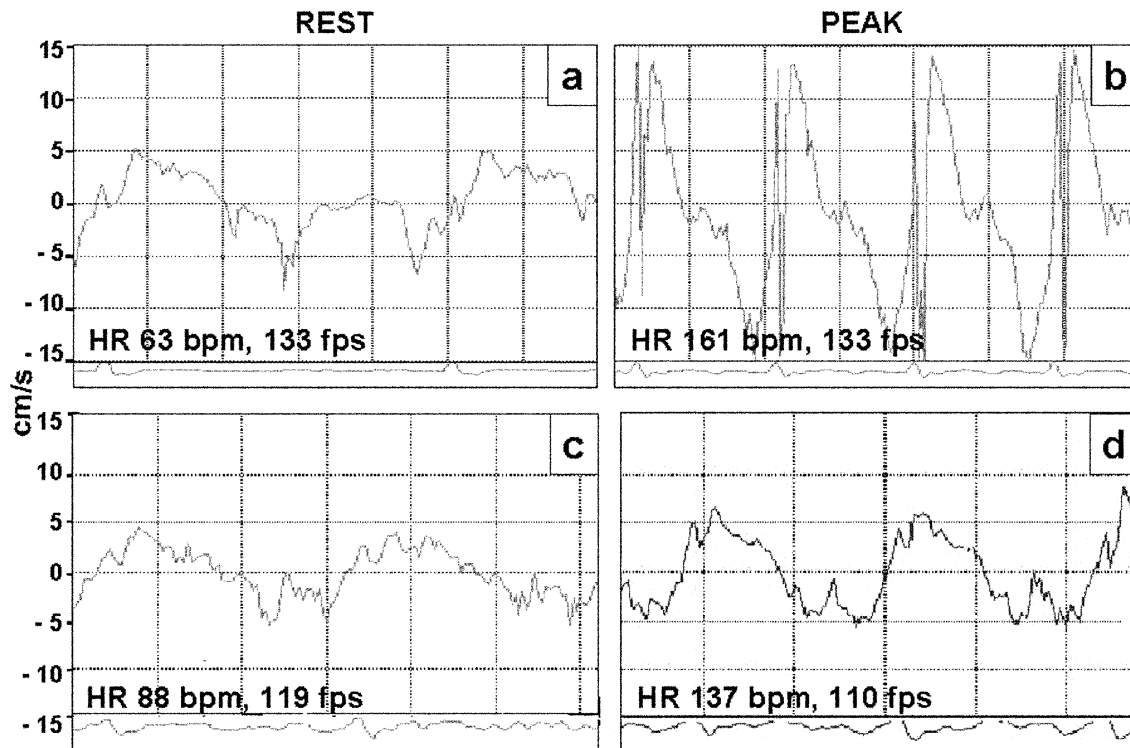 REST PEAK
15 a b
10
5
0
- 5
- 10
- 15
HR 63 bpm, 133 fps HR 161 bpm, 133 fps
cm/s
15 c d
10
5
0
- 5
- 10
- 15
HR 88 bpm, 119 fps HR 137 bpm, 110 fps